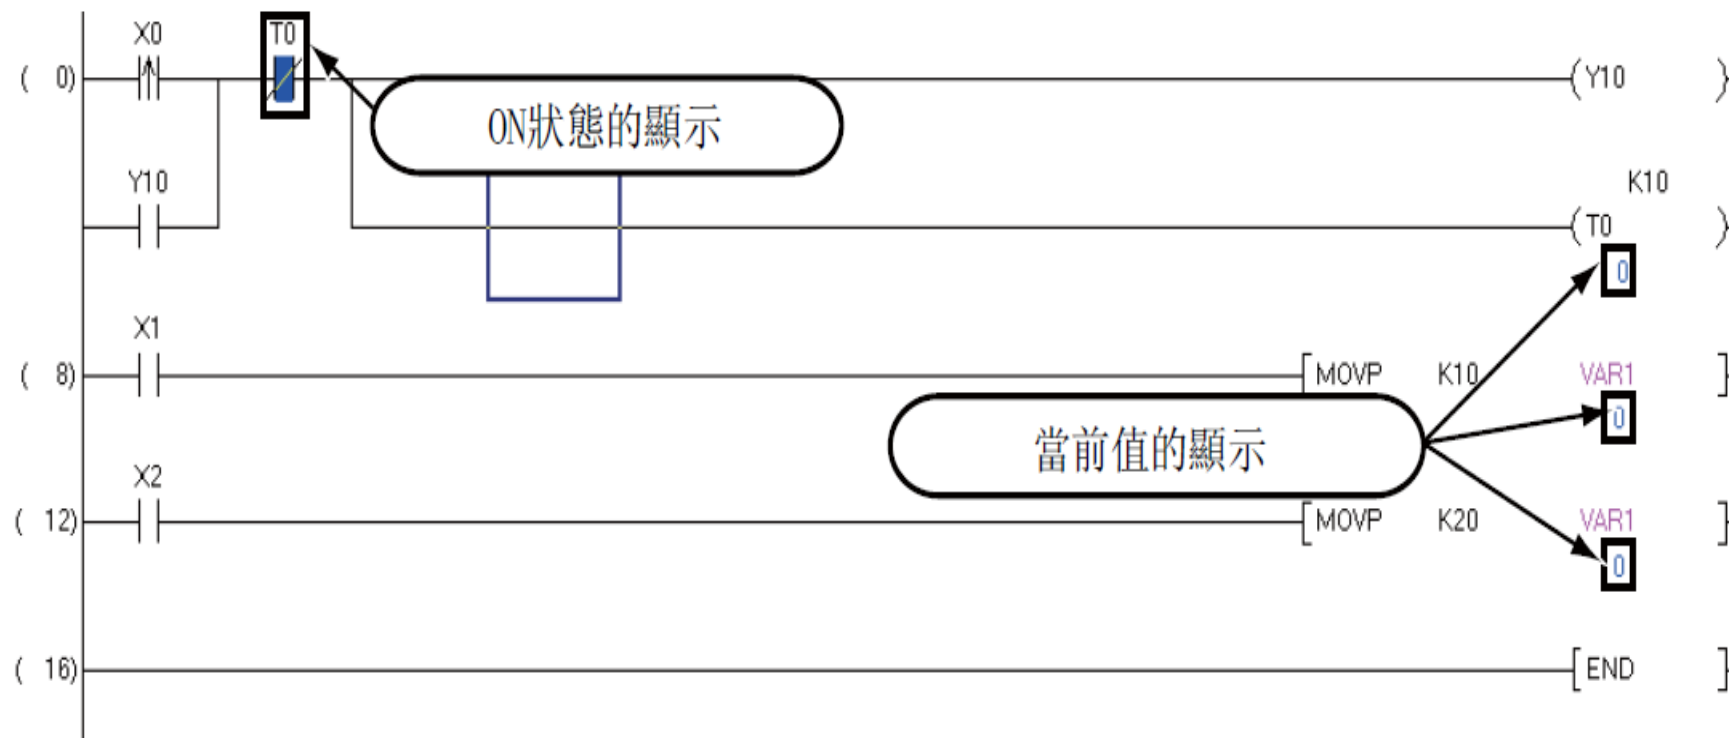 X0 T0
( 0) (Y10 )
ON狀態的顯示
Y10 K10
(T0 )
0
X1
( 8) [MOVP K10 VAR1 ]
0
當前值的顯示
X2
( 12) [MOVP K20 VAR1 ]
0
( 16) [END ]